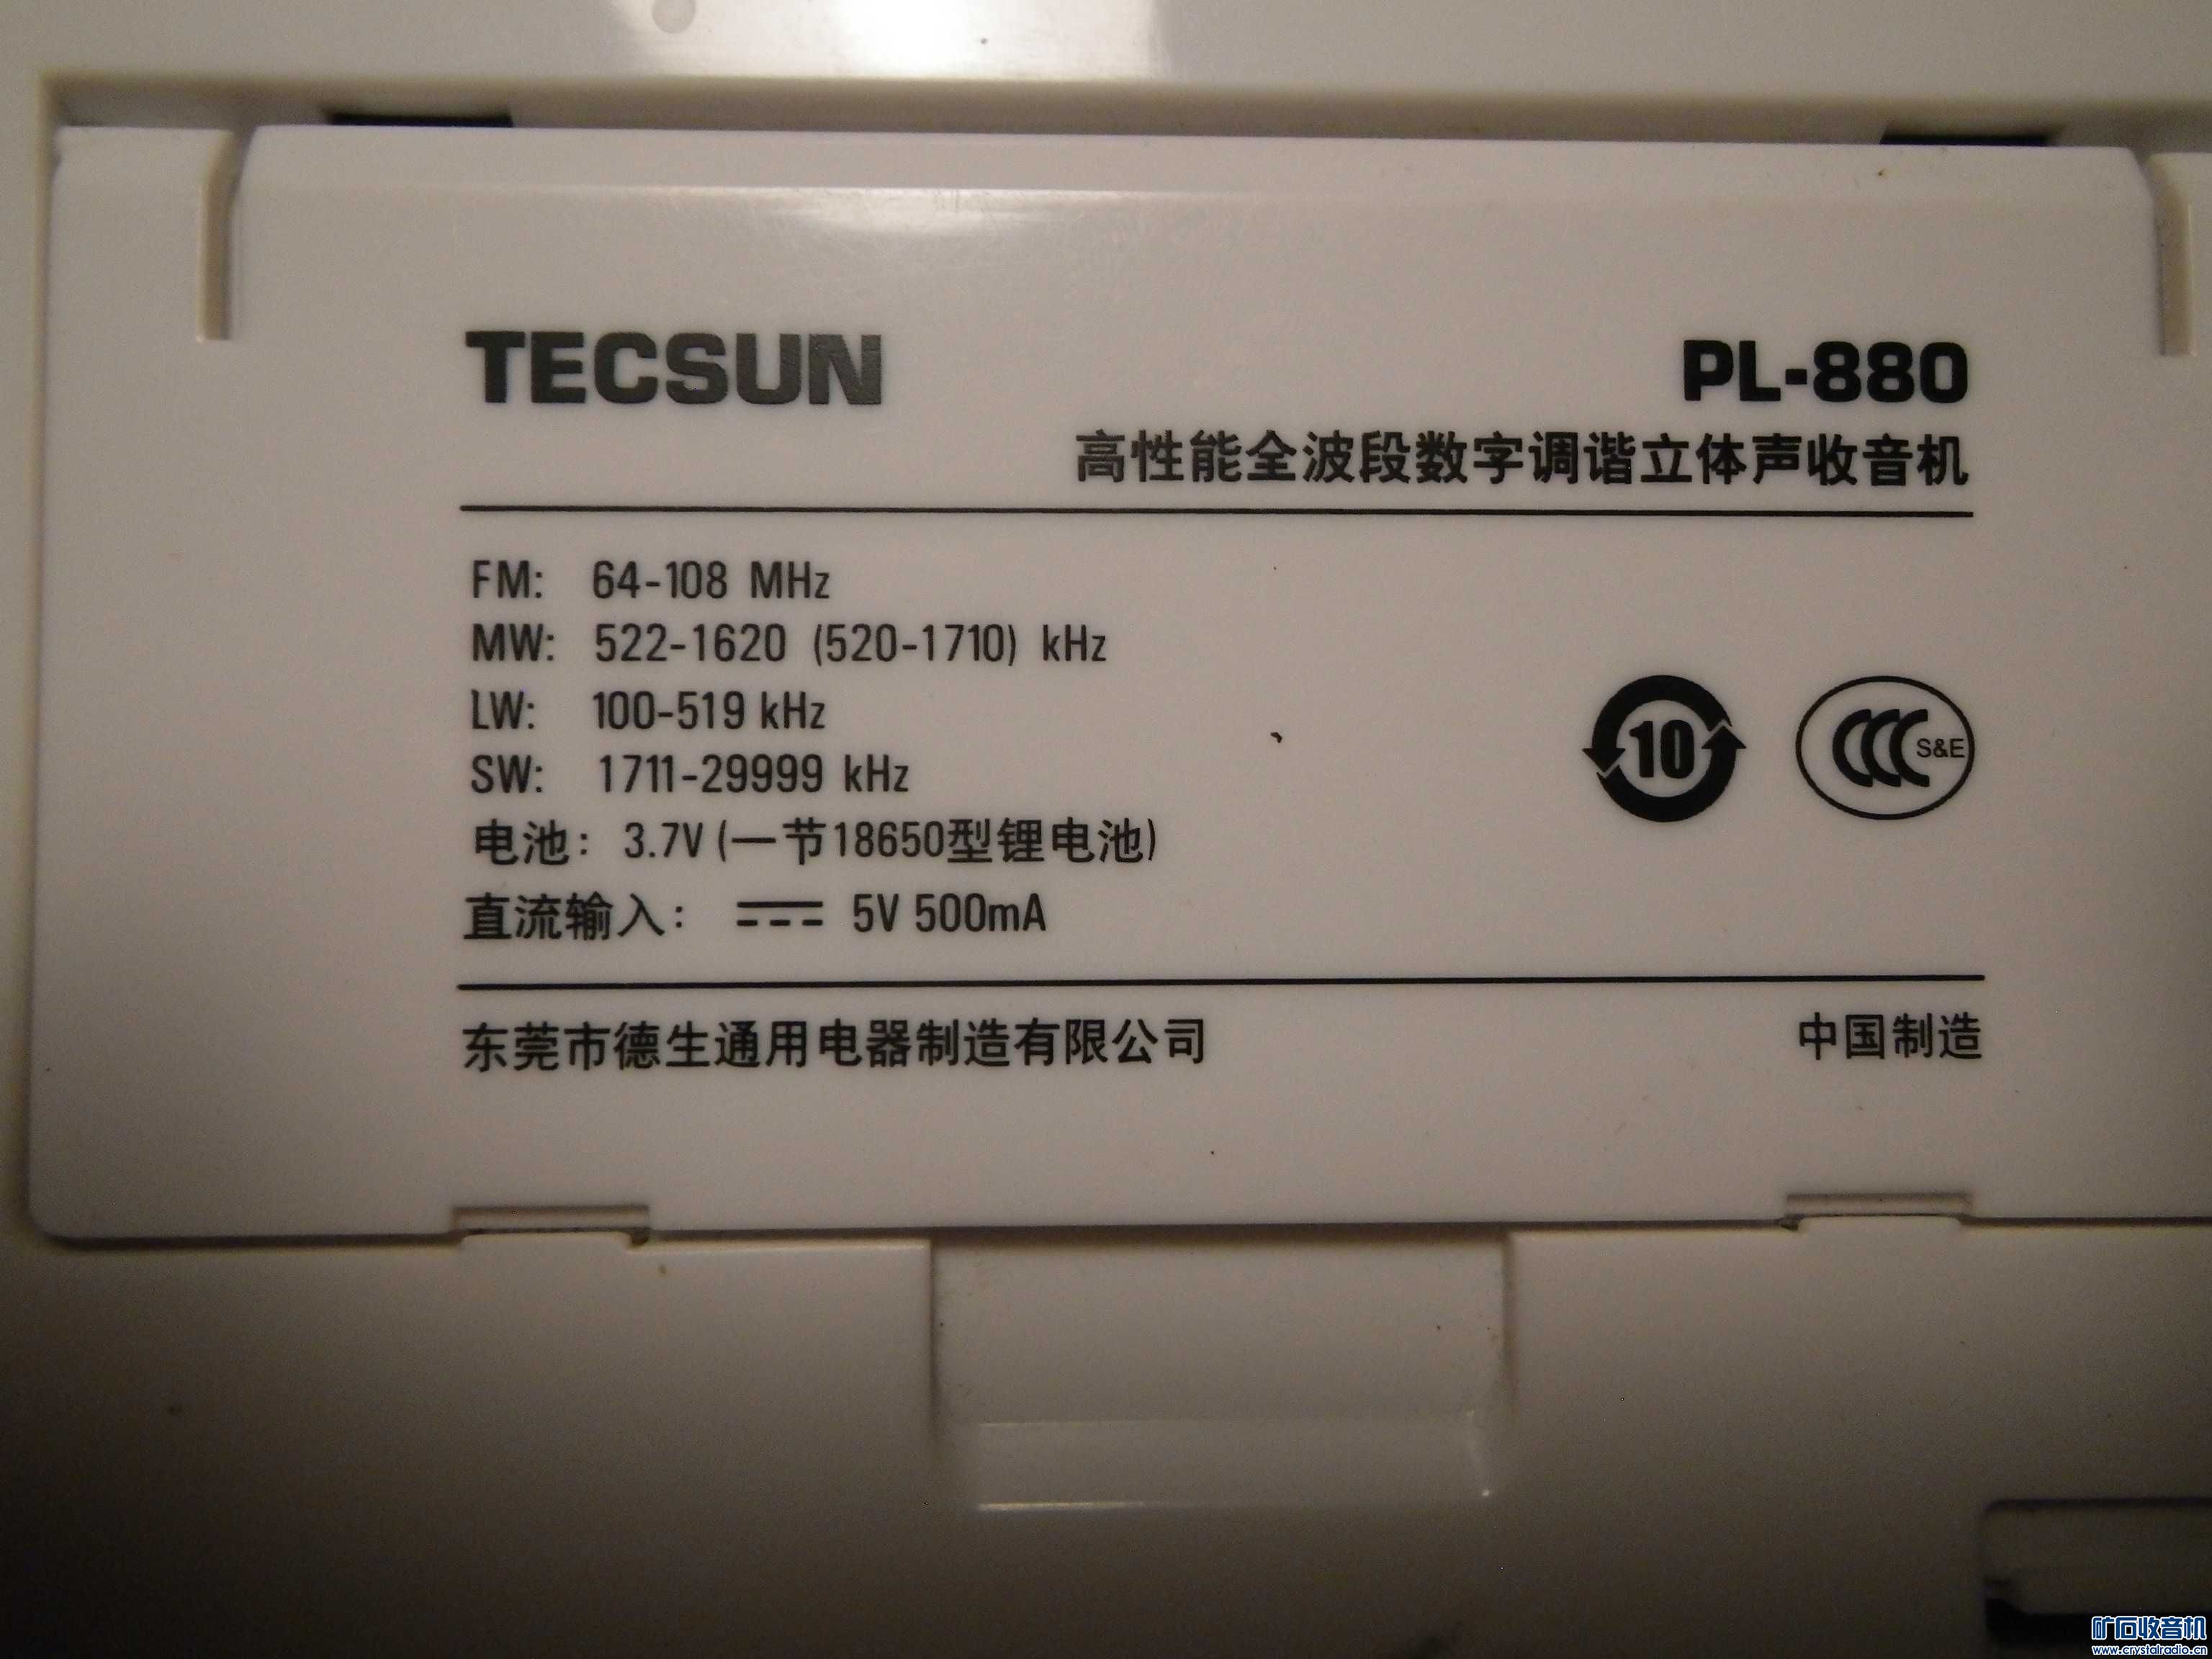 TECSUN
PL-880
高性能全波段数字调谐立体声收音机
FM: 64-108 MHz
MW: 522-1620 (520-1710) kHz
LW: 100-519 kHz
SW: 1711-29999 kHz
10
CCC S&E
电池: 3.7V (一节18650型锂电池)
直流输入: 5V 500mA
东莞市德生通用电器制造有限公司
中国制造
矿石收音机
www.crystalradio.cn